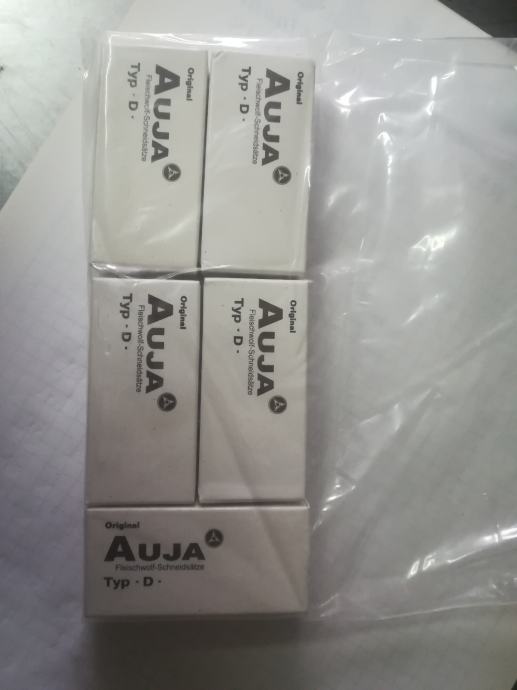 Original
AUJA
Fleischwolf-Schneidsätze
Typ · D ·
Original
AUJA
Fleischwolf-Schneidsätze
Typ · D ·
Original
AUJA
Fleischwolf-Schneidsätze
Typ · D ·
Original
AUJA
Fleischwolf-Schneidsätze
Typ · D ·
Original
AUJA
Fleischwolf-Schneidsätze
Typ · D ·